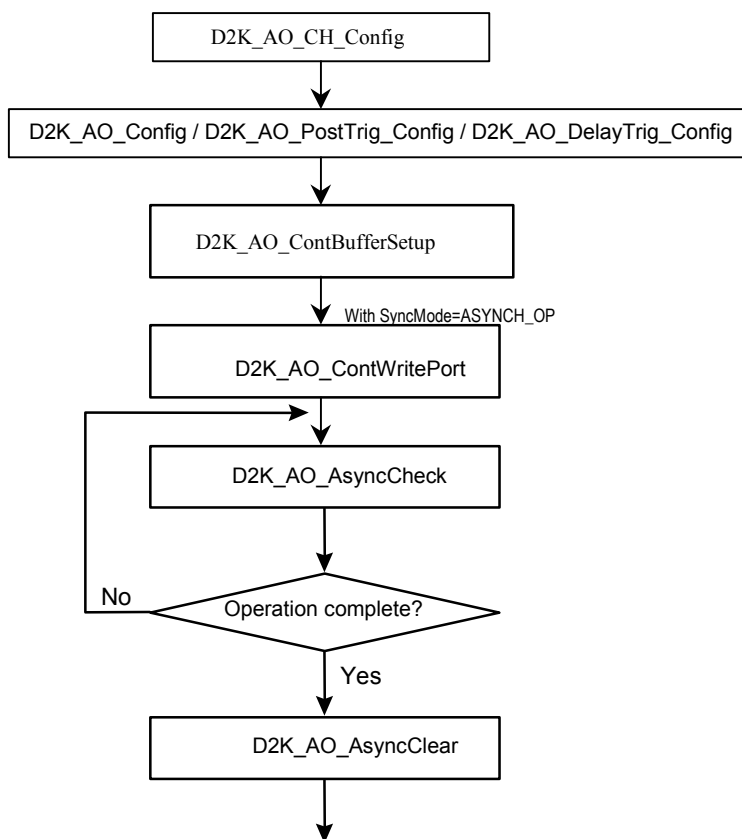 D2K_AO_CH_Config
D2K_AO_Config / D2K_AO_PostTrig_Config / D2K_AO_DelayTrig_Config
D2K_AO_ContBufferSetup
With SyncMode=ASYNCH_OP
D2K_AO_ContWritePort
D2K_AO_AsyncCheck
No
Operation complete?
Yes
D2K_AO_AsyncClear